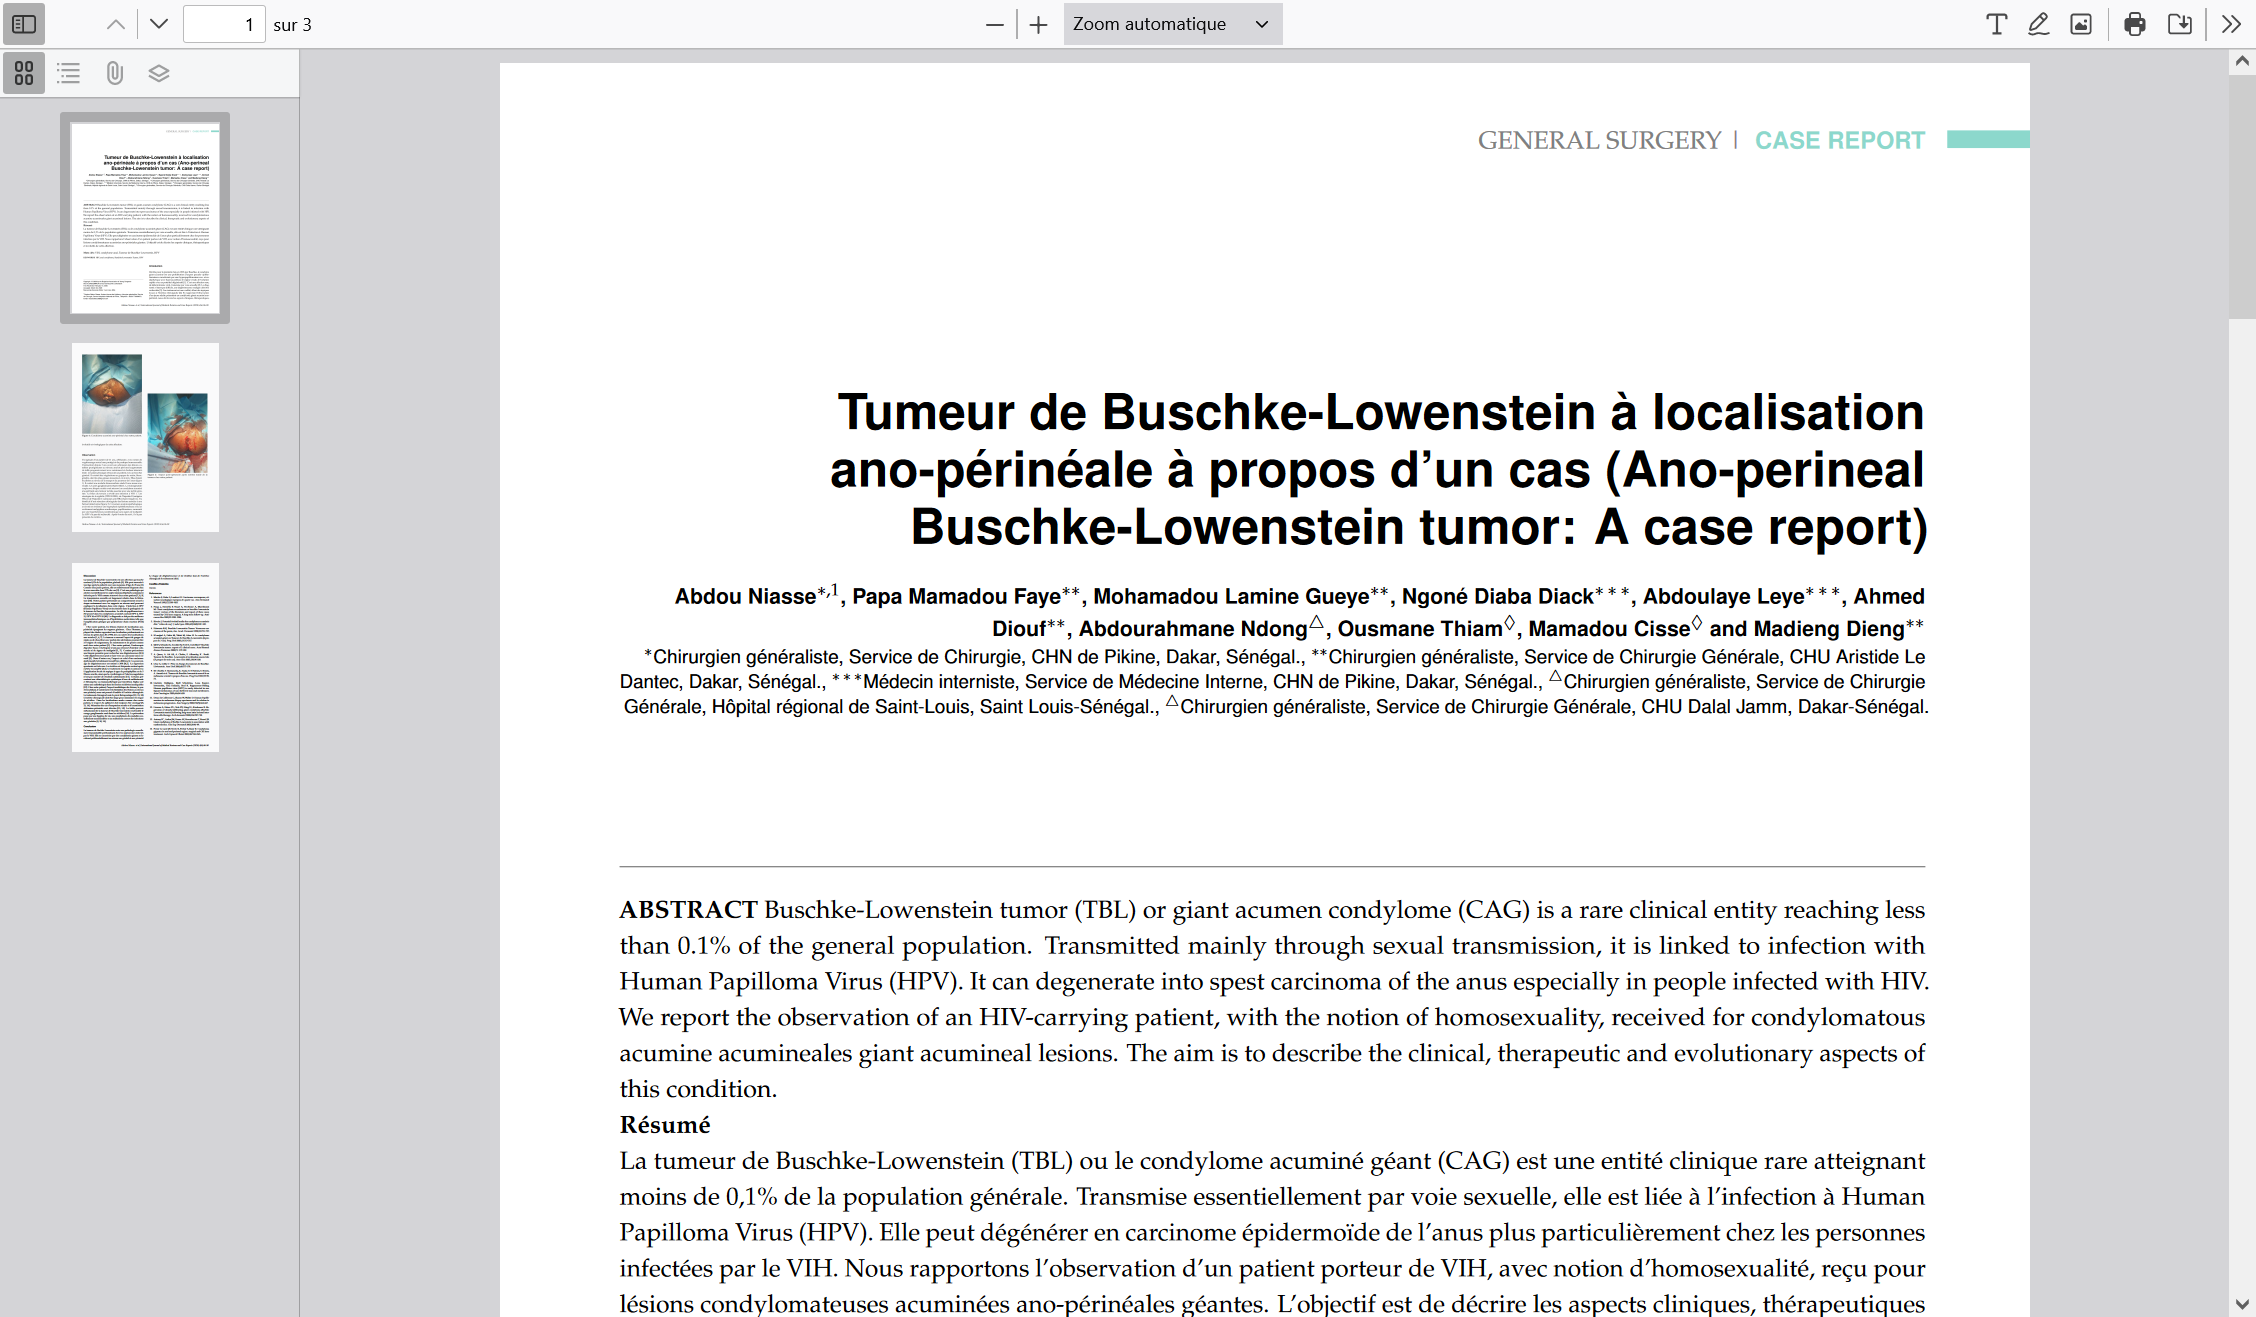 1 sur 3
Zoom automatique
GENERAL SURGERY | CASE REPORT
Tumeur de Buschke-Lowenstein à localisation
ano-périnéale à propos d’un cas (Ano-perineal
Buschke-Lowenstein tumor: A case report)
Abdou Niasse∗,1, Papa Mamadou Faye∗∗, Mohamadou Lamine Gueye∗∗, Ngoné Diaba Diack∗∗∗, Abdoulaye Leye∗∗∗, Ahmed
Diouf∗∗, Abdourahmane Ndong△, Ousmane Thiam◊, Mamadou Cisse◊ and Madieng Dieng∗∗
∗Chirurgien généraliste, Service de Chirurgie, CHN de Pikine, Dakar, Sénégal., ∗∗Chirurgien généraliste, Service de Chirurgie Générale, CHU Aristide Le
Dantec, Dakar, Sénégal., ∗∗∗Médecin interniste, Service de Médecine Interne, CHN de Pikine, Dakar, Sénégal., △Chirurgien généraliste, Service de Chirurgie
Générale, Hôpital régional de Saint-Louis, Saint Louis-Sénégal., △Chirurgien généraliste, Service de Chirurgie Générale, CHU Dalal Jamm, Dakar-Sénégal.
ABSTRACT Buschke-Lowenstein tumor (TBL) or giant acumen condylome (CAG) is a rare clinical entity reaching less
than 0.1% of the general population. Transmitted mainly through sexual transmission, it is linked to infection with
Human Papilloma Virus (HPV). It can degenerate into spest carcinoma of the anus especially in people infected with HIV.
We report the observation of an HIV-carrying patient, with the notion of homosexuality, received for condylomatous
acumine acumineales giant acumineal lesions. The aim is to describe the clinical, therapeutic and evolutionary aspects of
this condition.
Résumé
La tumeur de Buschke-Lowenstein (TBL) ou le condylome acuminé géant (CAG) est une entité clinique rare atteignant
moins de 0,1% de la population générale. Transmise essentiellement par voie sexuelle, elle est liée à l’infection à Human
Papilloma Virus (HPV). Elle peut dégénérer en carcinome épidermoïde de l’anus plus particulièrement chez les personnes
infectées par le VIH. Nous rapportons l’observation d’un patient porteur de VIH, avec notion d’homosexualité, reçu pour
lésions condylomateuses acuminées ano-périnéales géantes. L’objectif est de décrire les aspects cliniques, thérapeutiques